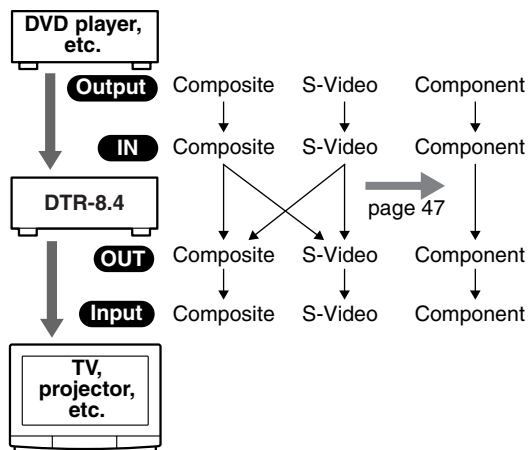 DVD player,
etc.
Output Composite S-Video Component
IN Composite S-Video Component
DTR-8.4
page 47
OUT Composite S-Video Component
Input Composite S-Video Component
TV,
projector,
etc.